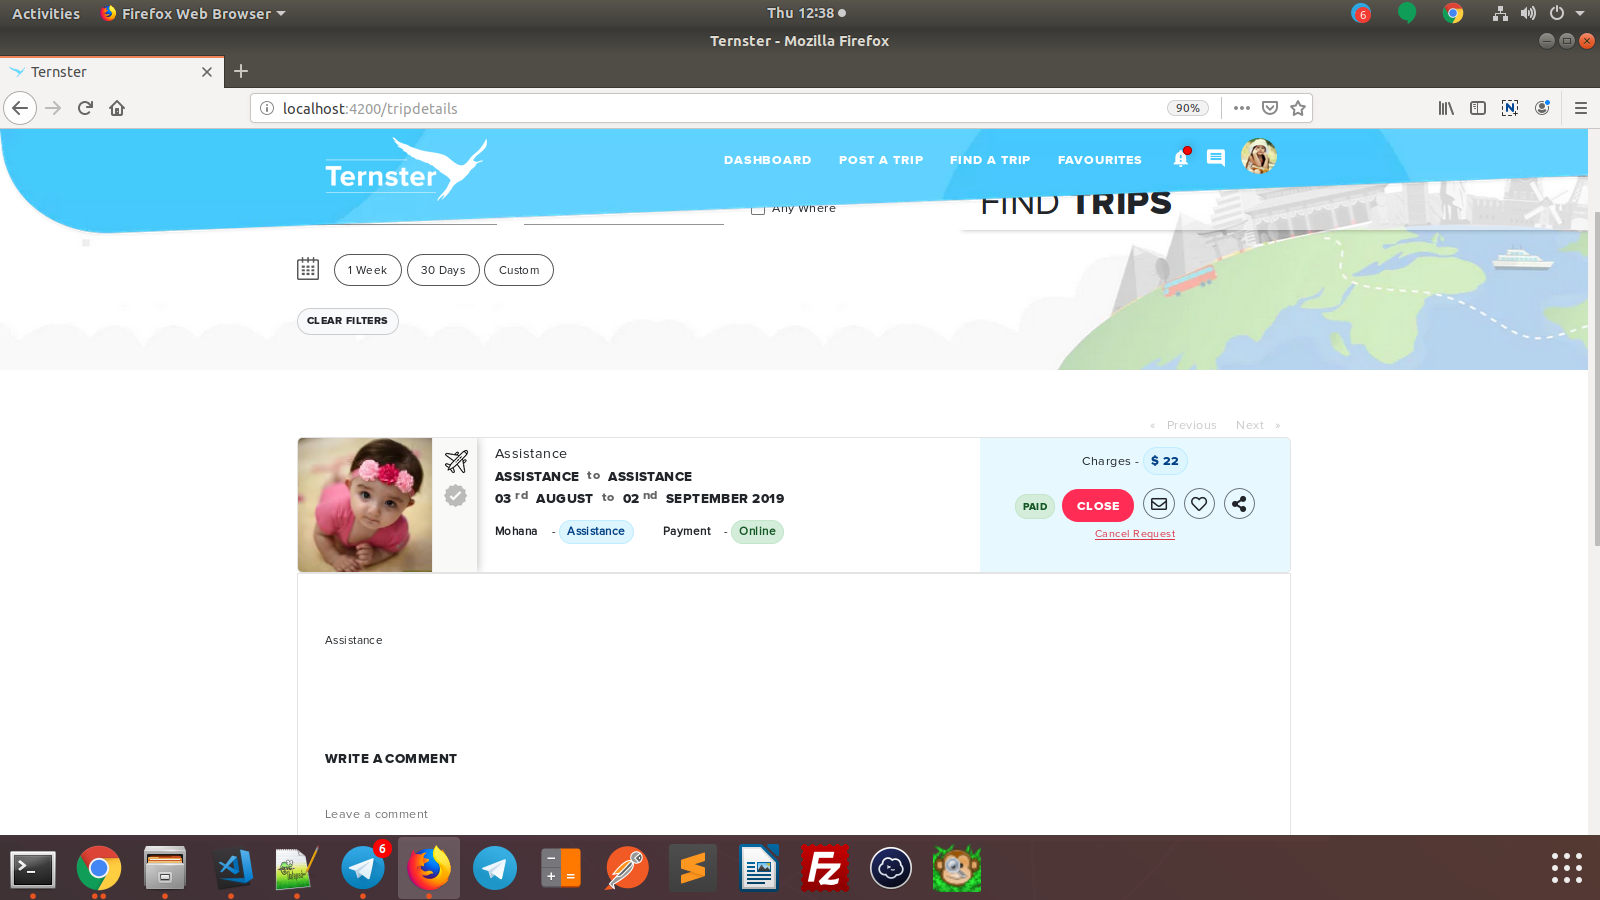 Activities Firefox Web Browser Thu 12:38 6
Ternster - Mozilla Firefox
Ternster
localhost:4200/tripdetails 90% N
Ternster DASHBOARD POST A TRIP FIND A TRIP FAVOURITES
Any Where FIND TRIPS
1 Week 30 Days Custom
CLEAR FILTERS
« Previous Next »
Assistance
ASSISTANCE to ASSISTANCE
03 rd AUGUST to 02 nd SEPTEMBER 2019
Mohana - Assistance Payment - Online
Charges - $ 22
PAID CLOSE
Cancel Request
Assistance
WRITE A COMMENT
Leave a comment
6
Fz